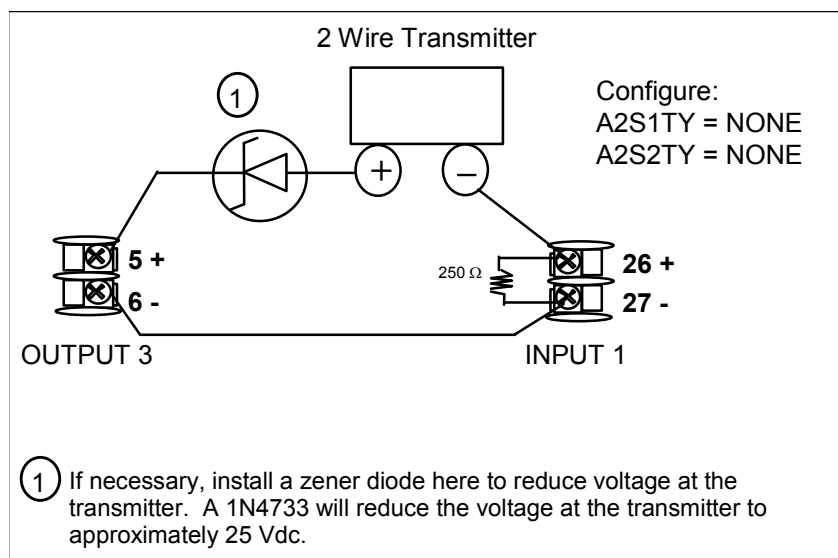 2 Wire Transmitter
1
Configure:
A2S1TY = NONE
A2S2TY = NONE
+ −
5 +
6 -
250 Ω
26 +
27 -
OUTPUT 3
INPUT 1
1 If necessary, install a zener diode here to reduce voltage at the
transmitter. A 1N4733 will reduce the voltage at the transmitter to
approximately 25 Vdc.